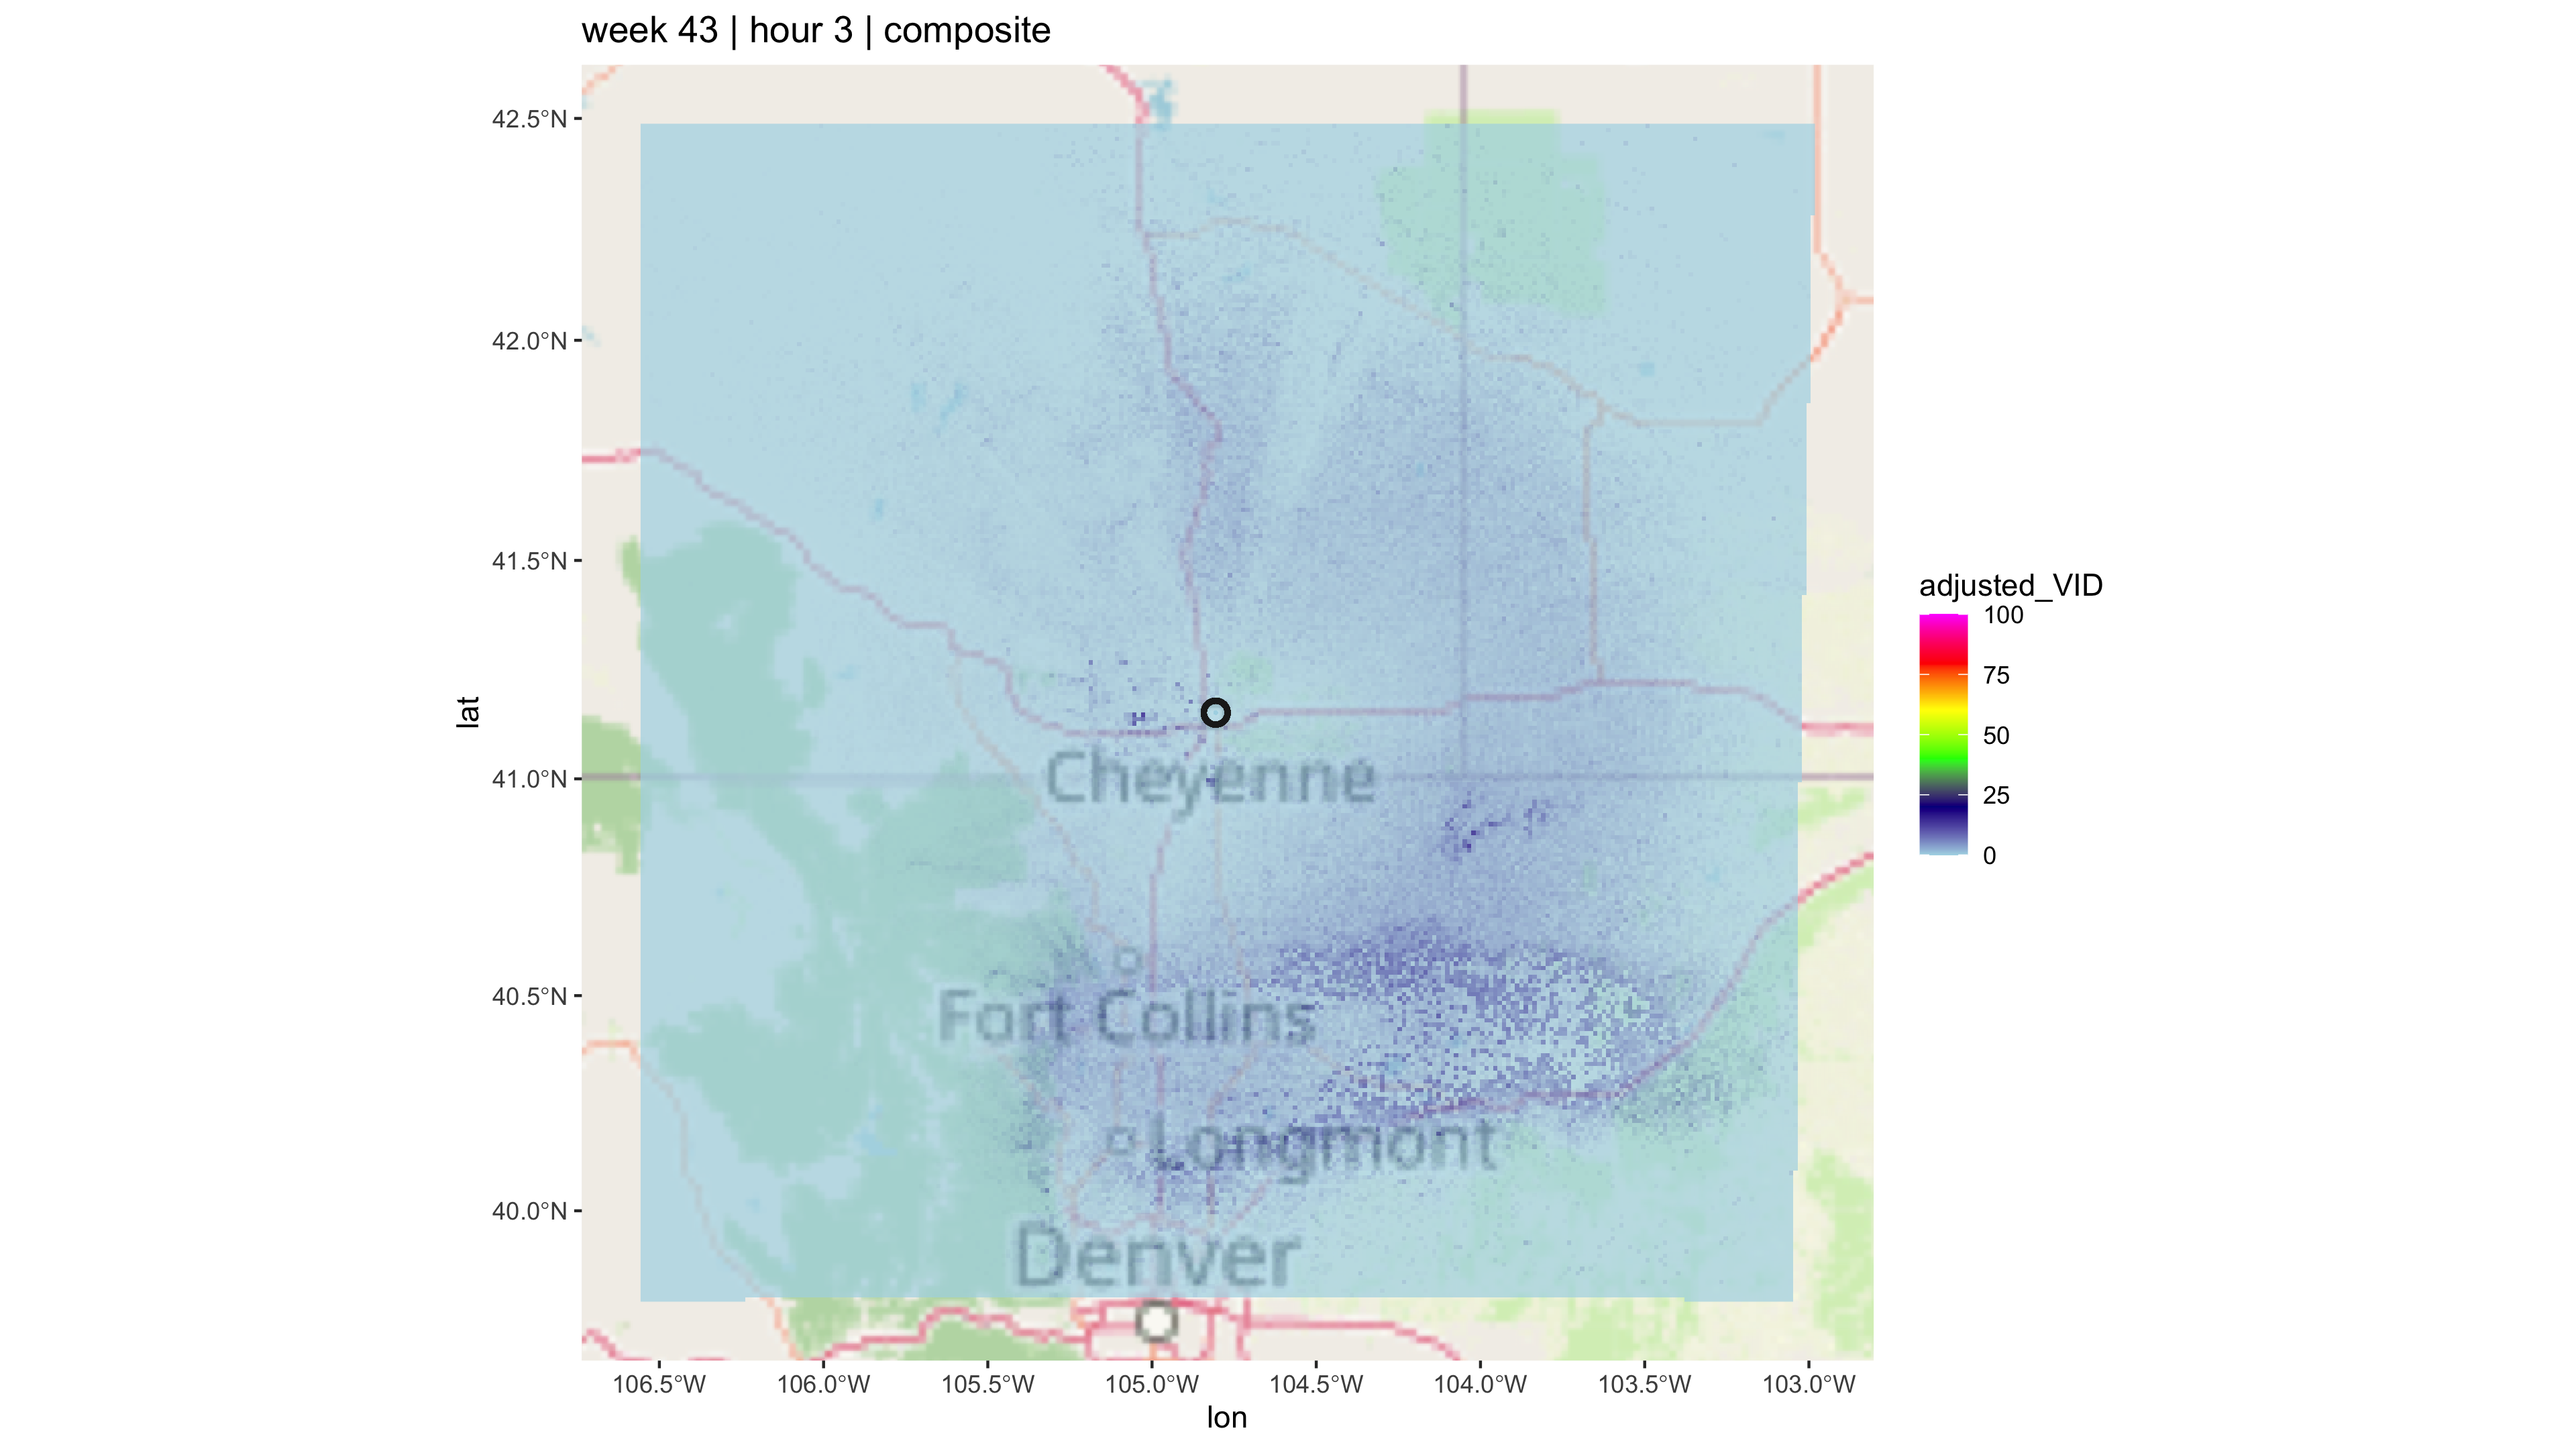 week 43 | hour 3 | composite
42.5°N
42.0°N
41.5°N
41.0°N
40.5°N
40.0°N
lat
Cheyenne
Fort Collins
Longmont
Denver
106.5°W 106.0°W 105.5°W 105.0°W 104.5°W 104.0°W 103.5°W 103.0°W
lon
adjusted_VID
100
75
50
25
0